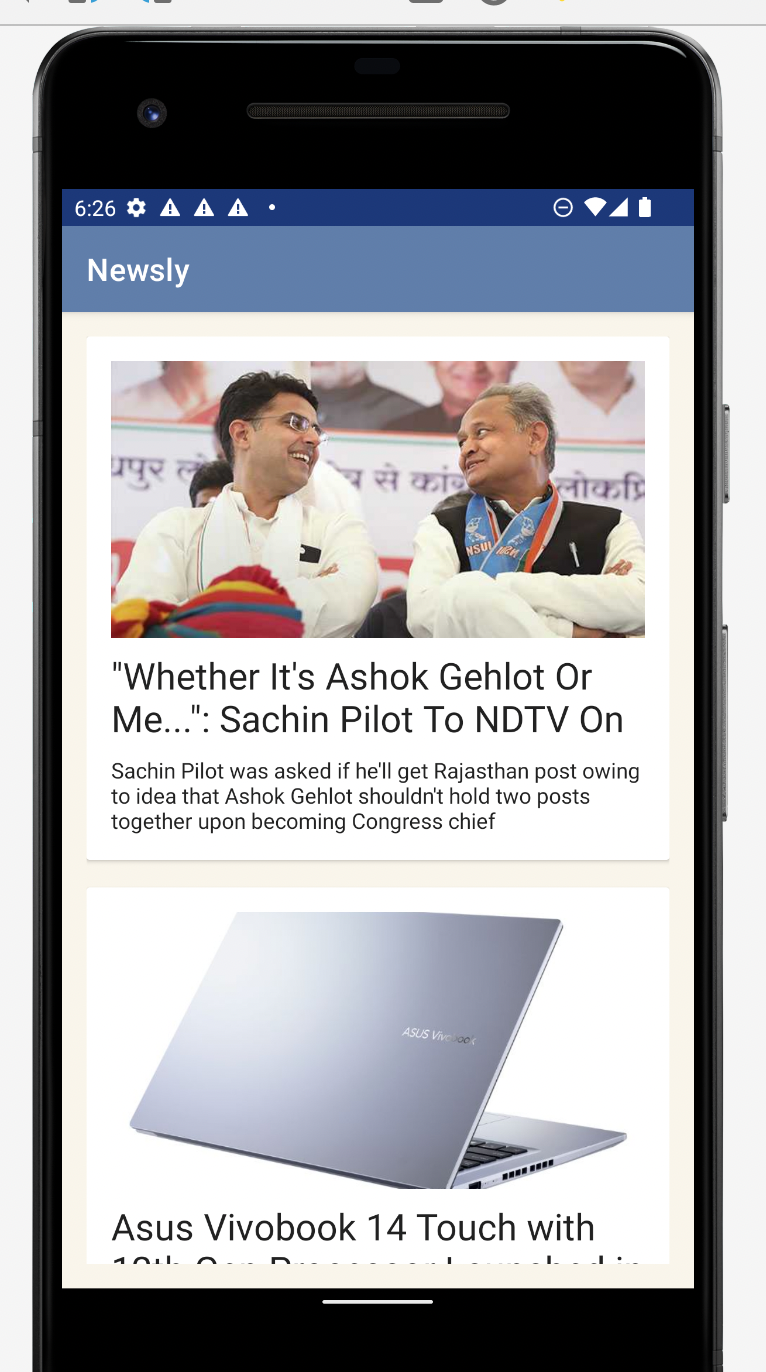 6:26
Newsly
से कां
लोकप्रि
"Whether It's Ashok Gehlot Or
Me...": Sachin Pilot To NDTV On
Sachin Pilot was asked if he'll get Rajasthan post owing
to idea that Ashok Gehlot shouldn't hold two posts
together upon becoming Congress chief
ASUS Vivobook
Asus Vivobook 14 Touch with